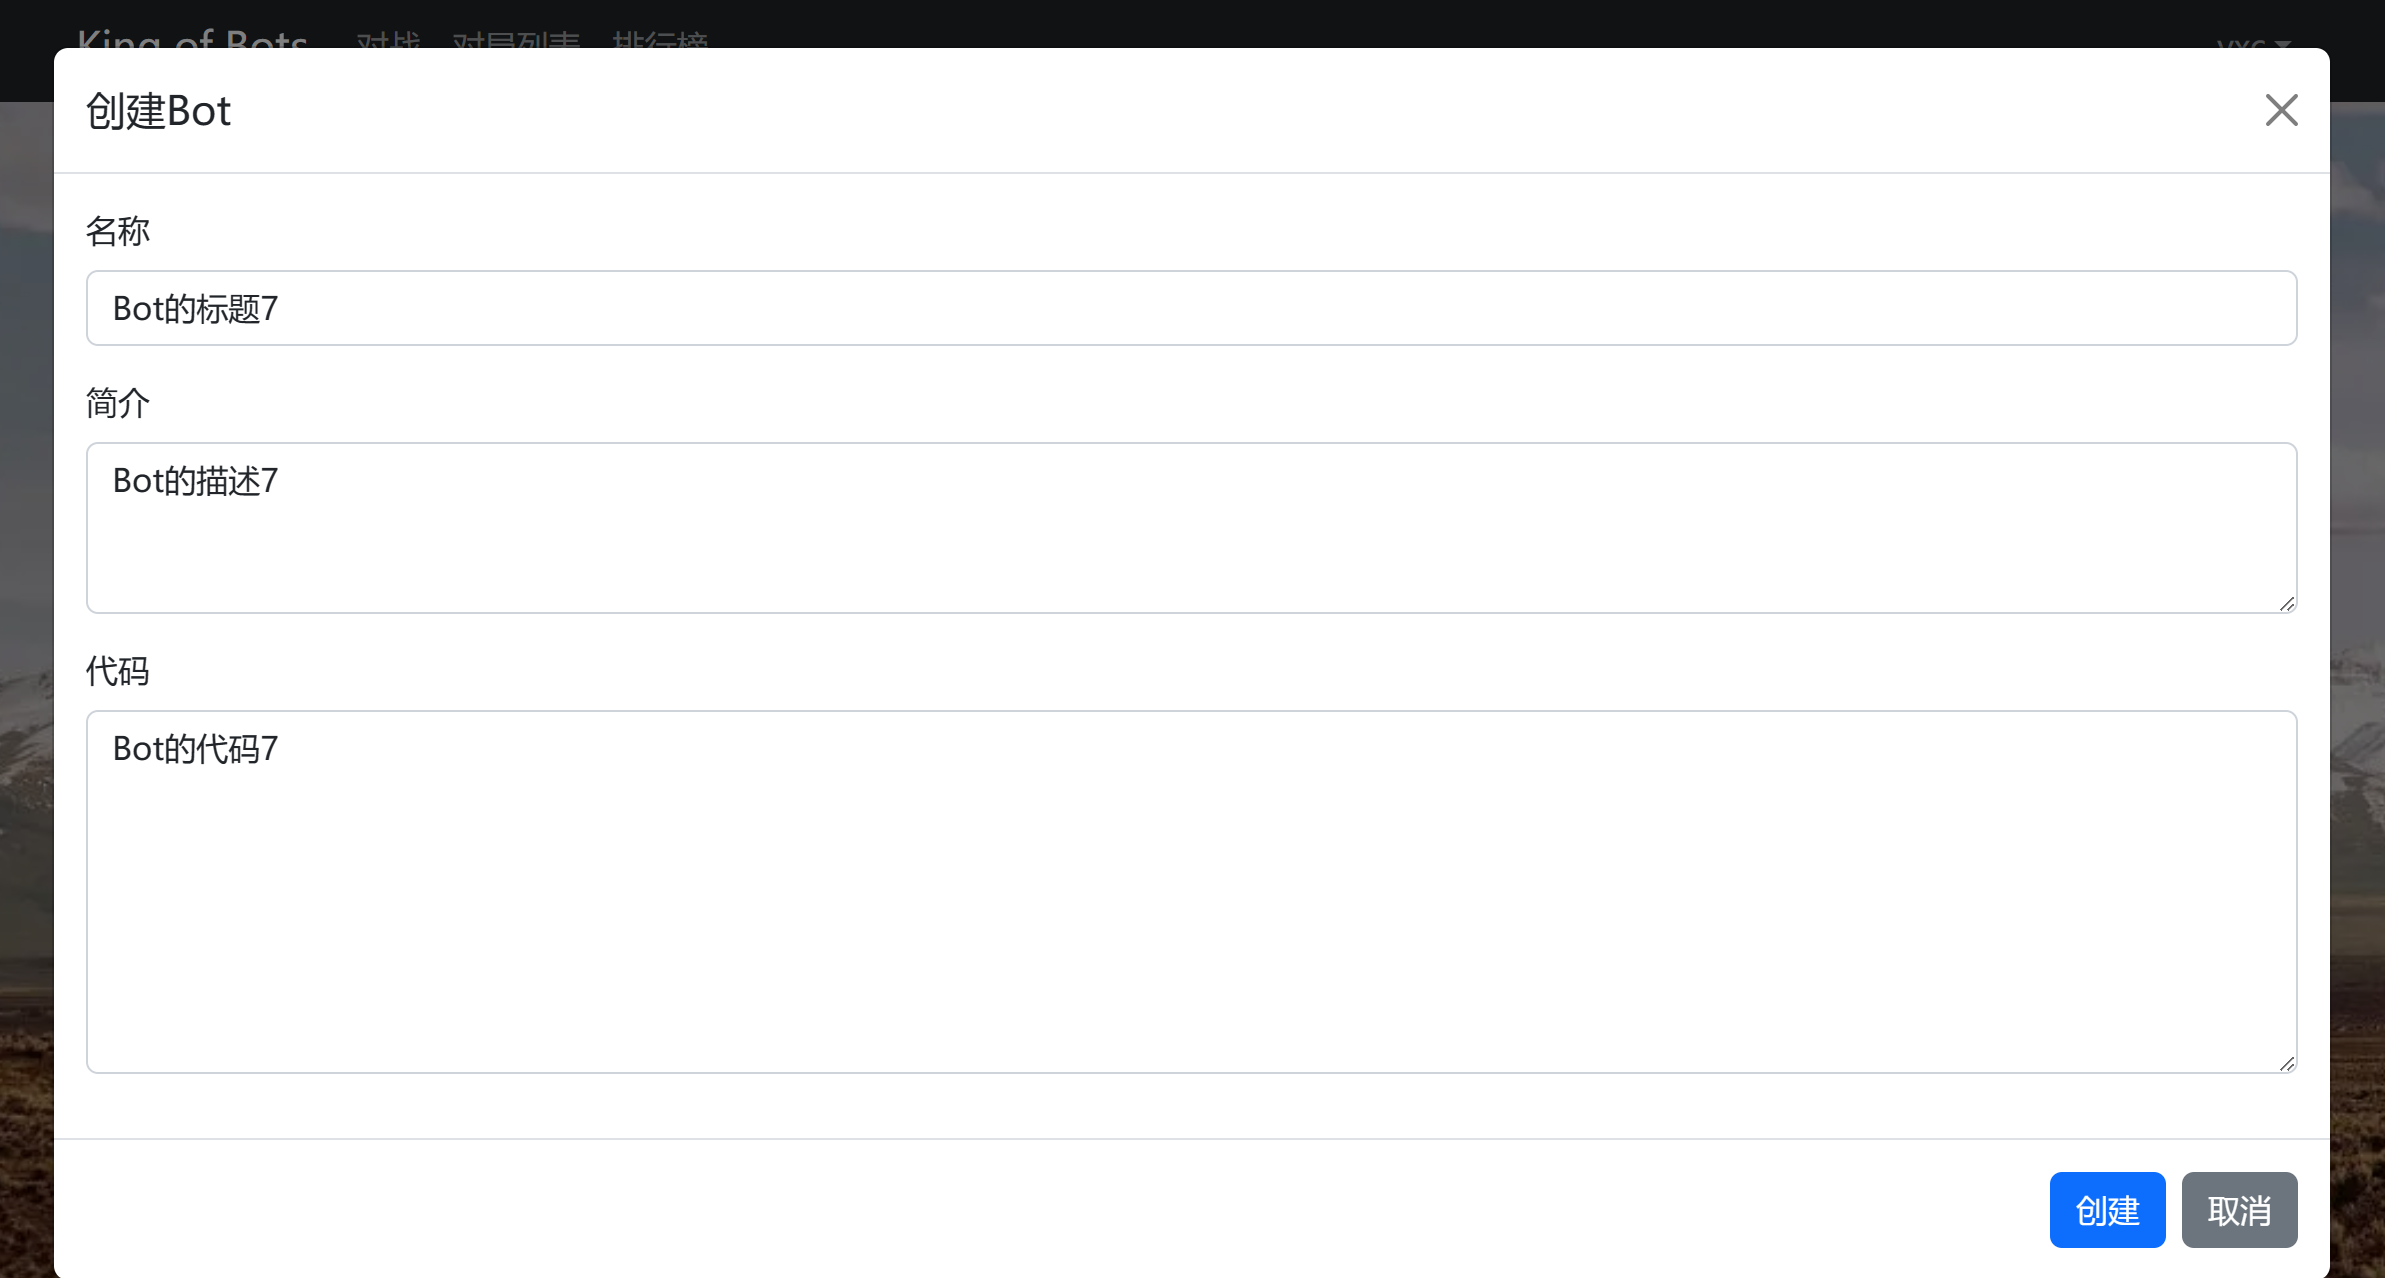 King of Bots 对战 对局列表 排行榜 yxc
创建Bot
名称
Bot的标题7
简介
Bot的描述7
代码
Bot的代码7
创建 取消